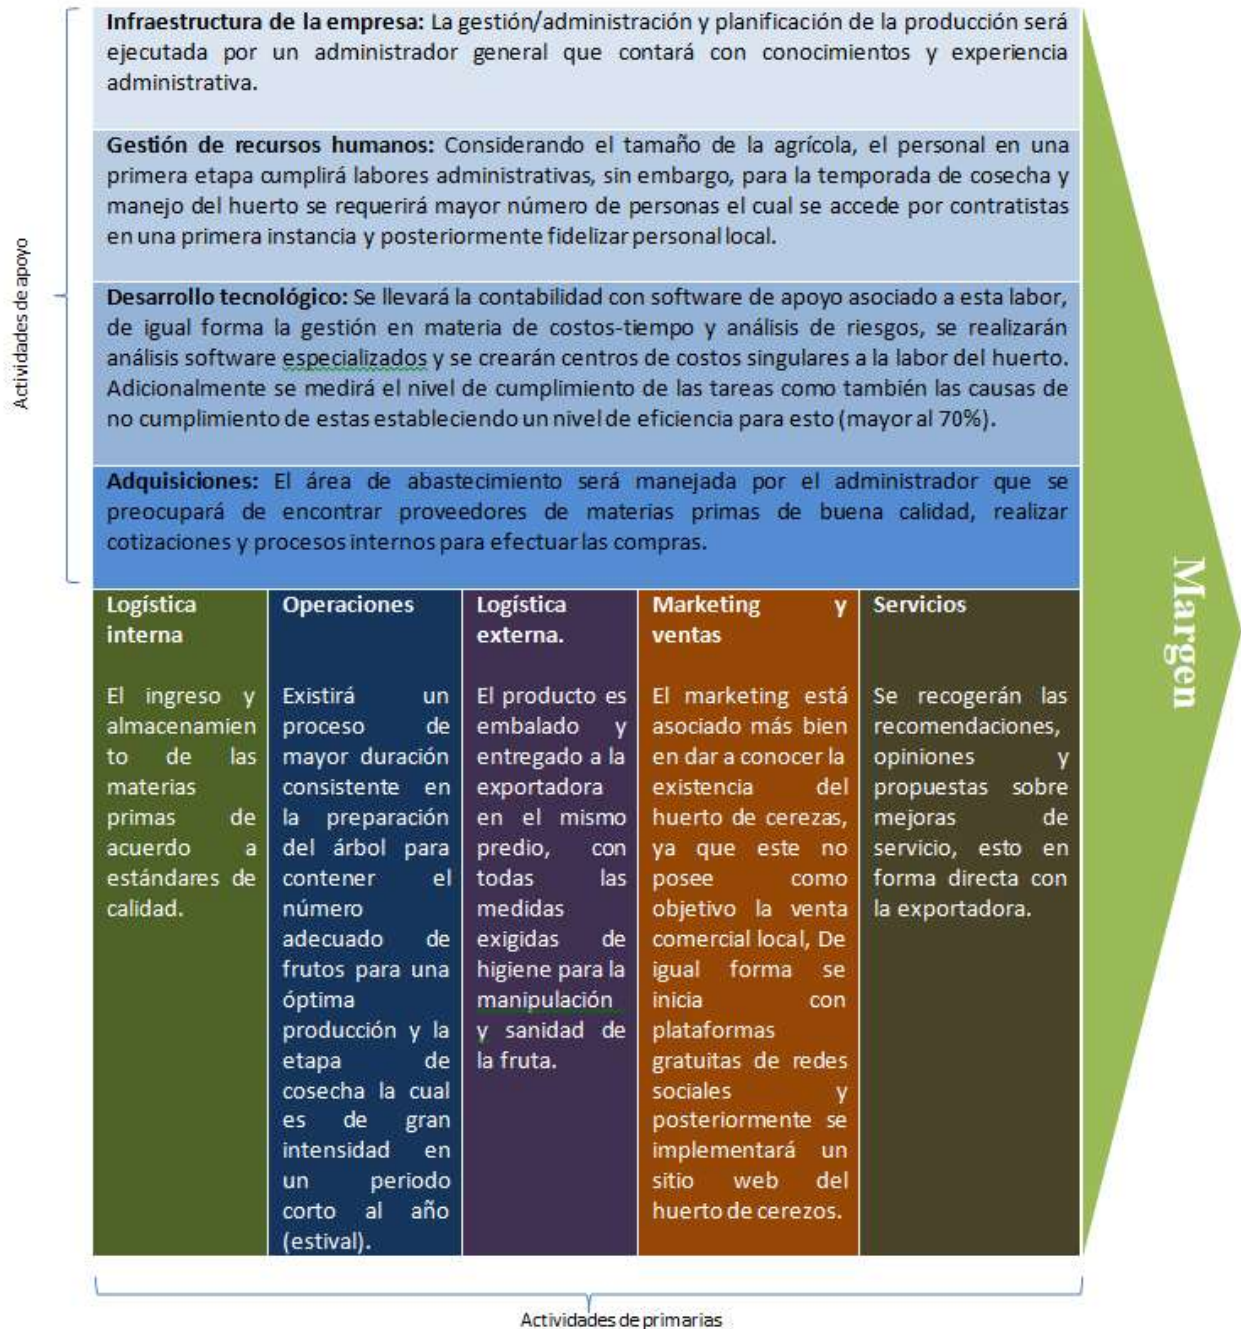 Infraestructura de la empresa: La gestión/administración y planificación de la producción será
ejecutada por un administrador general que contará con conocimientos y experiencia
administrativa.
Gestión de recursos humanos: Considerando el tamaño de la agrícola, el personal en una
primera etapa cumplirá labores administrativas, sin embargo, para la temporada de cosecha y
manejo del huerto se requerirá mayor número de personas el cual se accede por contratistas
en una primera instancia y posteriormente fidelizar personal local.
Actividades de apoyo
Desarrollo tecnológico: Se llevará la contabilidad con software de apoyo asociado a esta labor,
de igual forma la gestión en materia de costos-tiempo y análisis de riesgos, se realizarán
análisis software especializados y se crearán centros de costos singulares a la labor del huerto.
Adicionalmente se medirá el nivel de cumplimiento de las tareas como también las causas de
no cumplimiento de estas estableciendo un nivel de eficiencia para esto (mayor al 70%).
Adquisiciones: El área de abastecimiento será manejada por el administrador que se
preocupará de encontrar proveedores de materias primas de buena calidad, realizar
cotizaciones y procesos internos para efectuar las compras.
Logística
interna
El ingreso y
almacenamien
to de las
materias
primas de
acuerdo a
estándares de
calidad.
Operaciones
Existirá un
proceso de
mayor duración
consistente en
la preparación
del árbol para
contener el
número
adecuado de
frutos para una
óptima
producción y la
etapa de
cosecha la cual
es de gran
intensidad en
un periodo
corto al año
(estival).
Logística
externa.
El producto es
embalado y
entregado a la
exportadora
en el mismo
predio, con
todas las
medidas
exigidas de
higiene para la
manipulación
y sanidad de
la fruta.
Marketing y
ventas
El marketing está
asociado más bien
en dar a conocer la
existencia del
huerto de cerezas,
ya que este no
posee como
objetivo la venta
comercial local, De
igual forma se
inicia con
plataformas
gratuitas de redes
sociales y
posteriormente se
implementará un
sitio web del
huerto de cerezos.
Servicios
Se recogerán las
recomendaciones,
opiniones y
propuestas sobre
mejoras de
servicio, esto en
forma directa con
la exportadora.
Margen
Actividades de primarias